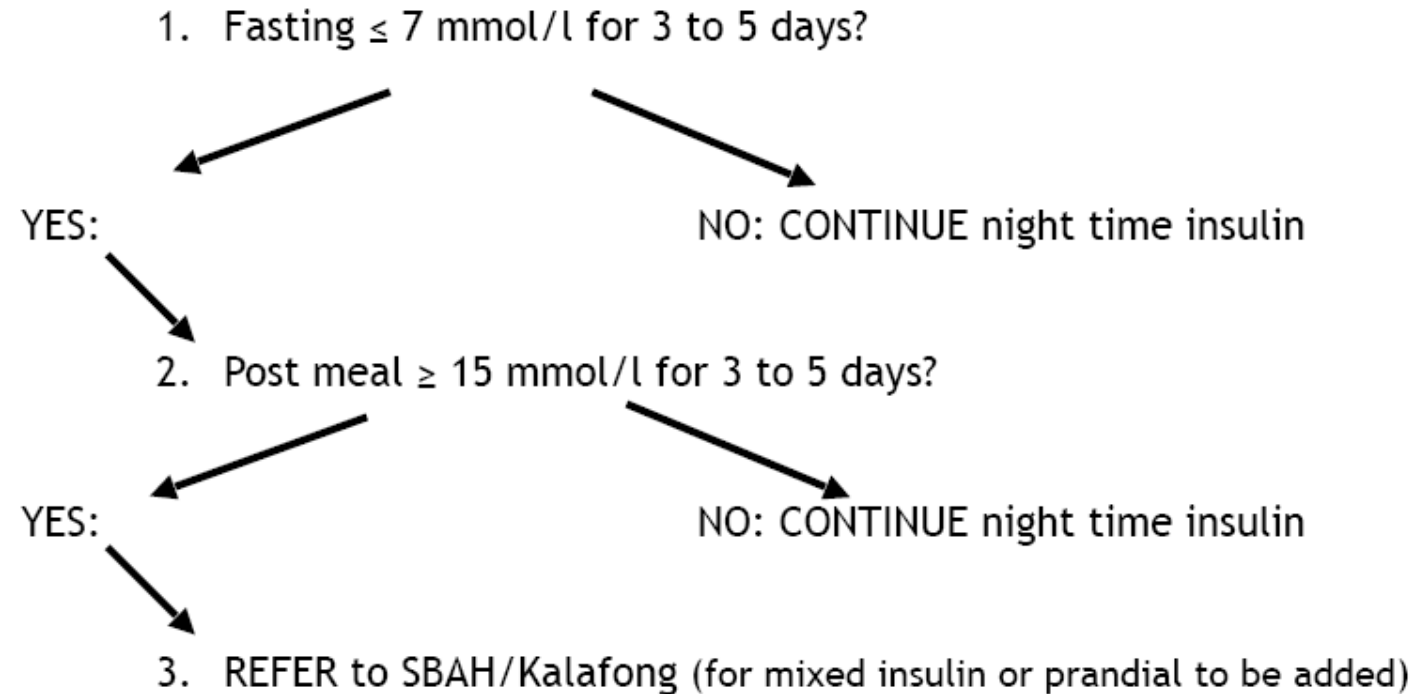 1. Fasting ≤ 7 mmol/l for 3 to 5 days?
YES:
NO: CONTINUE night time insulin
2. Post meal ≥ 15 mmol/l for 3 to 5 days?
YES:
NO: CONTINUE night time insulin
3. REFER to SBAH/Kalafong (for mixed insulin or prandial to be added)